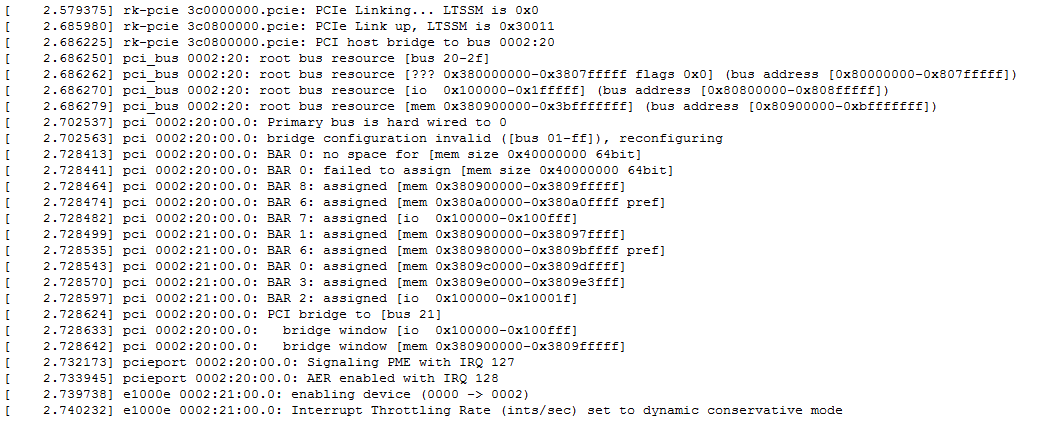 [    2.579375] rk-pcie 3c0000000.pcie: PCIe Linking... LTSSM is 0x0
[    2.685980] rk-pcie 3c0800000.pcie: PCIe Link up, LTSSM is 0x30011
[    2.686225] rk-pcie 3c0800000.pcie: PCI host bridge to bus 0002:20
[    2.686250] pci_bus 0002:20: root bus resource [bus 20-2f]
[    2.686262] pci_bus 0002:20: root bus resource [??? 0x380000000-0x3807fffff flags 0x0] (bus address [0x80000000-0x807fffff])
[    2.686270] pci_bus 0002:20: root bus resource [io  0x100000-0x1fffff] (bus address [0x80800000-0x808fffff])
[    2.686279] pci_bus 0002:20: root bus resource [mem 0x380900000-0x3bfffffff] (bus address [0x80900000-0xbfffffff])
[    2.702537] pci 0002:20:00.0: Primary bus is hard wired to 0
[    2.702563] pci 0002:20:00.0: bridge configuration invalid ([bus 01-ff]), reconfiguring
[    2.728413] pci 0002:20:00.0: BAR 0: no space for [mem size 0x40000000 64bit]
[    2.728441] pci 0002:20:00.0: BAR 0: failed to assign [mem size 0x40000000 64bit]
[    2.728464] pci 0002:20:00.0: BAR 8: assigned [mem 0x380900000-0x3809fffff]
[    2.728474] pci 0002:20:00.0: BAR 6: assigned [mem 0x380a00000-0x380a0ffff pref]
[    2.728482] pci 0002:20:00.0: BAR 7: assigned [io  0x100000-0x100fff]
[    2.728499] pci 0002:21:00.0: BAR 1: assigned [mem 0x380900000-0x38097ffff]
[    2.728535] pci 0002:21:00.0: BAR 6: assigned [mem 0x380980000-0x3809bffff pref]
[    2.728543] pci 0002:21:00.0: BAR 0: assigned [mem 0x3809c0000-0x3809dffff]
[    2.728570] pci 0002:21:00.0: BAR 3: assigned [mem 0x3809e0000-0x3809e3fff]
[    2.728597] pci 0002:21:00.0: BAR 2: assigned [io  0x100000-0x10001f]
[    2.728624] pci 0002:20:00.0: PCI bridge to [bus 21]
[    2.728633] pci 0002:20:00.0:   bridge window [io  0x100000-0x100fff]
[    2.728642] pci 0002:20:00.0:   bridge window [mem 0x380900000-0x3809fffff]
[    2.732173] pcieport 0002:20:00.0: Signaling PME with IRQ 127
[    2.733945] pcieport 0002:20:00.0: AER enabled with IRQ 128
[    2.739738] e1000e 0002:21:00.0: enabling device (0000 -> 0002)
[    2.740232] e1000e 0002:21:00.0: Interrupt Throttling Rate (ints/sec) set to dynamic conservative mode